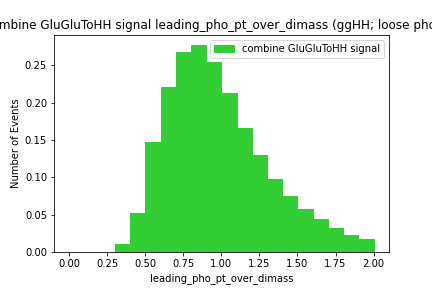 mbine GluGluToHH signal leading_pho_pt_over_dimass (ggHH; loose pho
combine GluGluToHH signal
Number of Events
0.25
0.20
0.15
0.10
0.05
0.00
0.00 0.25 0.50 0.75 1.00 1.25 1.50 1.75 2.00
leading_pho_pt_over_dimass